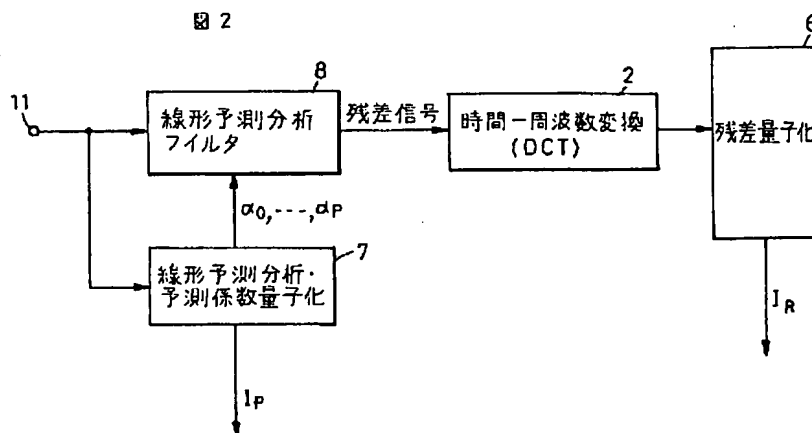 図 2
11
8
線形予測分析
フイルタ
残差信号
2
時間−周波数変換
(DCT)
6
残差量子化
α0,---,αP
7
線形予測分析・
予測係数量子化
IP
IR